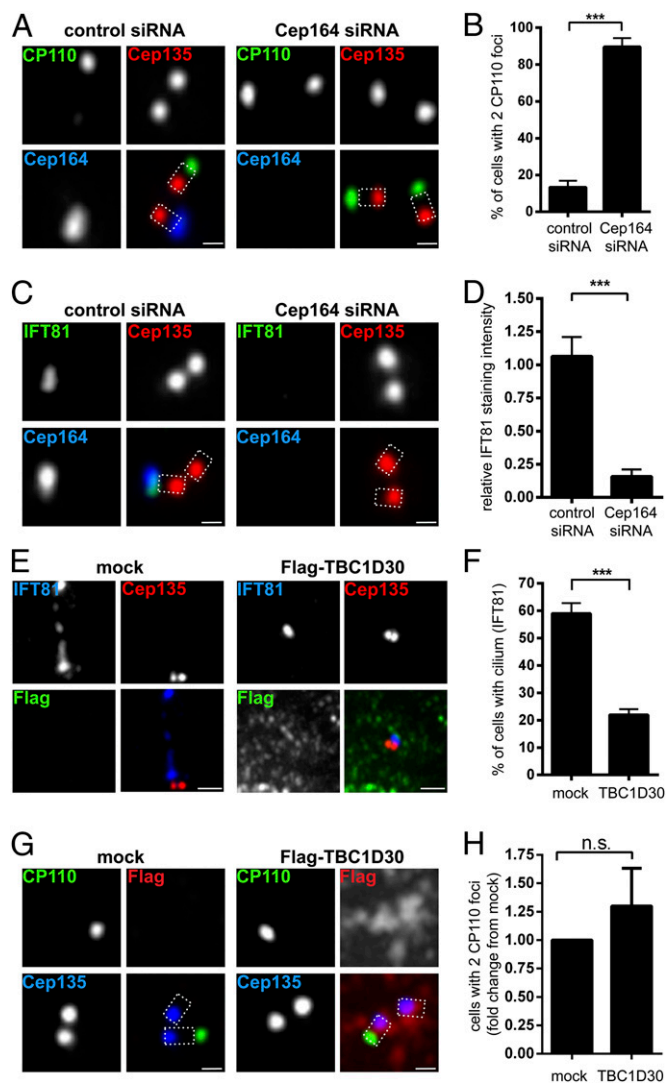 A
control siRNA Cep164 siRNA
CP110 Cep135 CP110 Cep135
Cep164 Cep164
B
% of cells with 2 CP110 foci
100
80
60
40
20
0
***
control siRNA
Cep164 siRNA
C
control siRNA Cep164 siRNA
IFT81 Cep135 IFT81 Cep135
Cep164 Cep164
D
relative IFT81 staining intensity
1.50
1.25
1.00
0.75
0.50
0.25
0.00
***
control siRNA
Cep164 siRNA
E
mock Flag-TBC1D30
IFT81 Cep135 IFT81 Cep135
Flag Flag
F
% of cells with cilium (IFT81)
70
60
50
40
30
20
10
0
***
mock TBC1D30
G
mock Flag-TBC1D30
CP110 Flag CP110 Flag
Cep135 Cep135
H
cells with 2 CP110 foci
(fold change from mock)
1.75
1.50
1.25
1.00
0.75
0.50
0.25
0.00
n.s.
mock TBC1D30